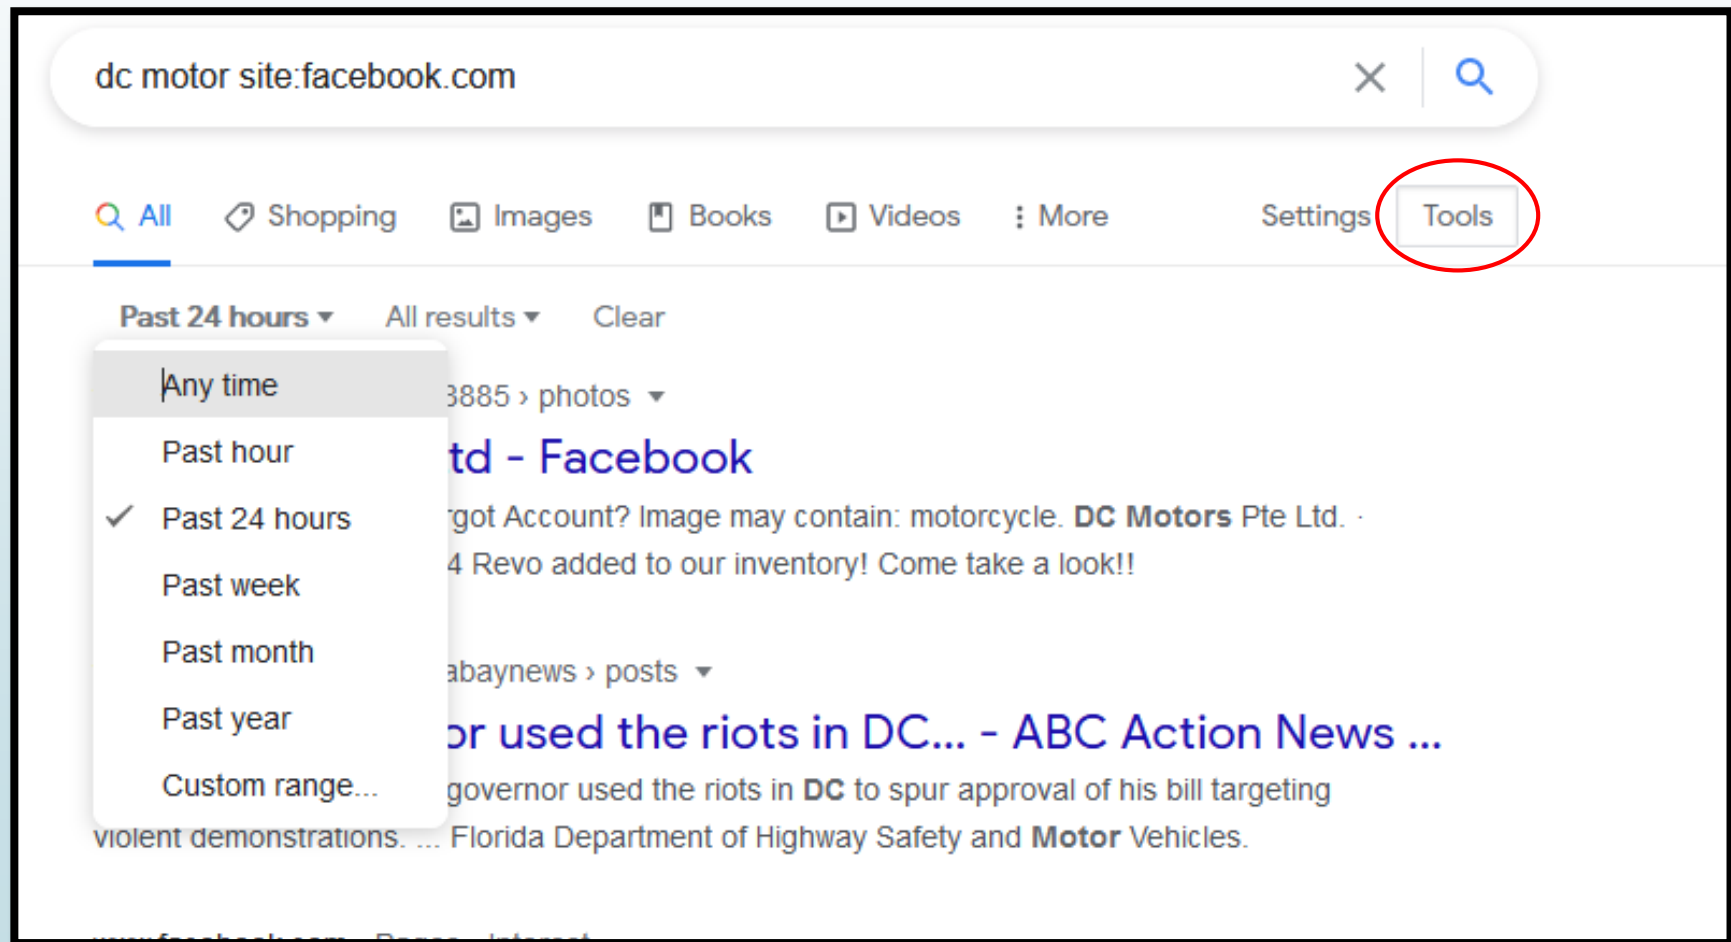 dc motor site:facebook.com
All Shopping Images Books Videos More Settings Tools
Past 24 hours All results Clear
Any time
Past hour
Past 24 hours
Past week
Past month
Past year
Custom range...
8885 › photos
td - Facebook
got Account? Image may contain: motorcycle. DC Motors Pte Ltd. ·
4 Revo added to our inventory! Come take a look!!
abaynews › posts
or used the riots in DC... - ABC Action News ...
governor used the riots in DC to spur approval of his bill targeting
violent demonstrations. ... Florida Department of Highway Safety and Motor Vehicles.